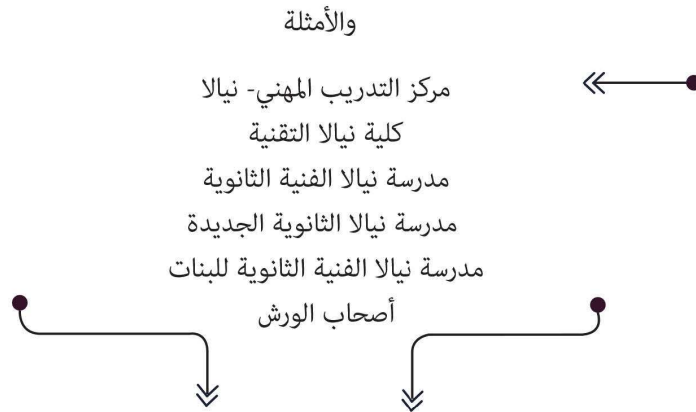 والأمثلة
مركز التدريب المهني- نيالا
كلية نيالا التقنية
مدرسة نيالا الفنية الثانوية
مدرسة نيالا الثانوية الجديدة
مدرسة نيالا الفنية الثانوية للبنات
أصحاب الورش